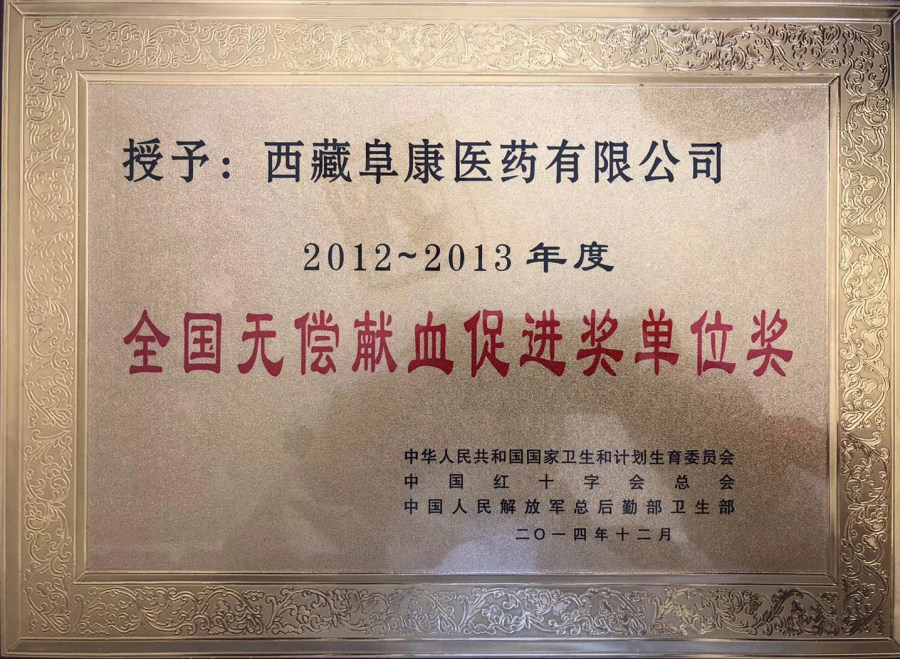 授予：西藏阜康医药有限公司
2012~2013年度
全国无偿献血促进奖单位奖
中华人民共和国国家卫生和计划生育委员会
中国红十字会总会
中国人民解放军总后勤部卫生部
二〇一四年十二月